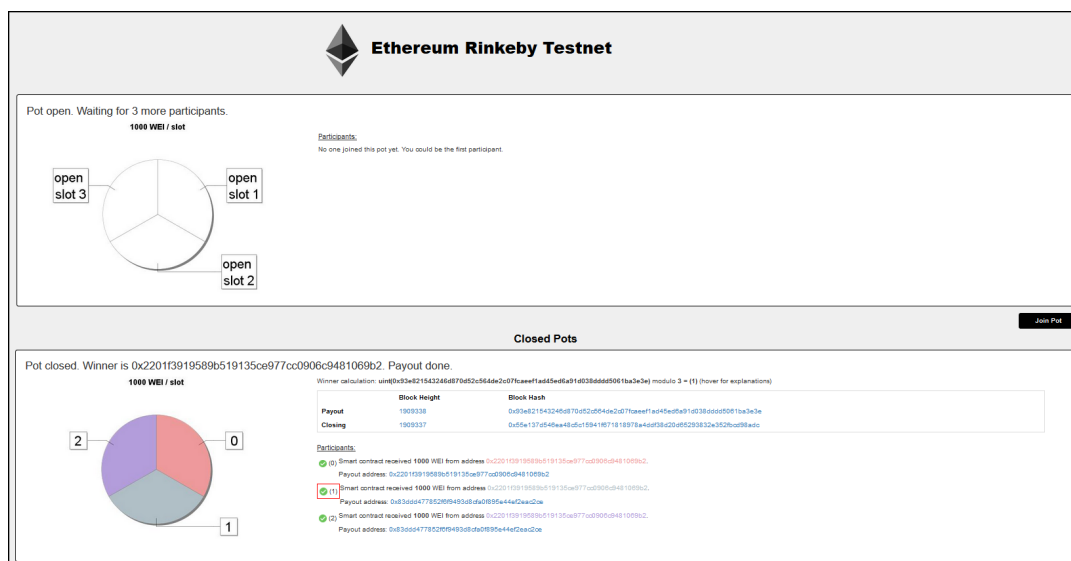 Ethereum Rinkeby Testnet
Pot open. Waiting for 3 more participants.
1000 WEI / slot
open
slot 3
open
slot 1
open
slot 2
Participants:
No one joined this pot yet. You could be the first participant.
Join Pot
Closed Pots
Pot closed. Winner is 0x2201f3919589b519135ce977cc0906c9481069b2. Payout done.
1000 WEI / slot
2
0
1
Winner calculation: uint(0x93e821543246d870d52c564de2c07fcaeef1ad45ed6a91d038dddd5061ba3e3e) modulo 3 = (1) (hover for explanations)
Block Height Block Hash
Payout 1909338 0x93e821543246d870d52c564de2c07fcaeef1ad45ed6a91d038dddd5061ba3e3e
Closing 1909337 0x55e137d546ea48c5c15941f671818978a4ddf38d20d65293832e352fbcd98adc
Participants:
(0) Smart contract received 1000 WEI from address 0x2201f3919589b519135ce977cc0906c9481069b2.
Payout address: 0x2201f3919589b519135ce977cc0906c9481069b2
(1) Smart contract received 1000 WEI from address 0x2201f3919589b519135ce977cc0906c9481069b2.
Payout address: 0x83ddd477852f6f9493d8cfa0f895e44ef2eac2ce
(2) Smart contract received 1000 WEI from address 0x2201f3919589b519135ce977cc0906c9481069b2.
Payout address: 0x83ddd477852f6f9493d8cfa0f895e44ef2eac2ce